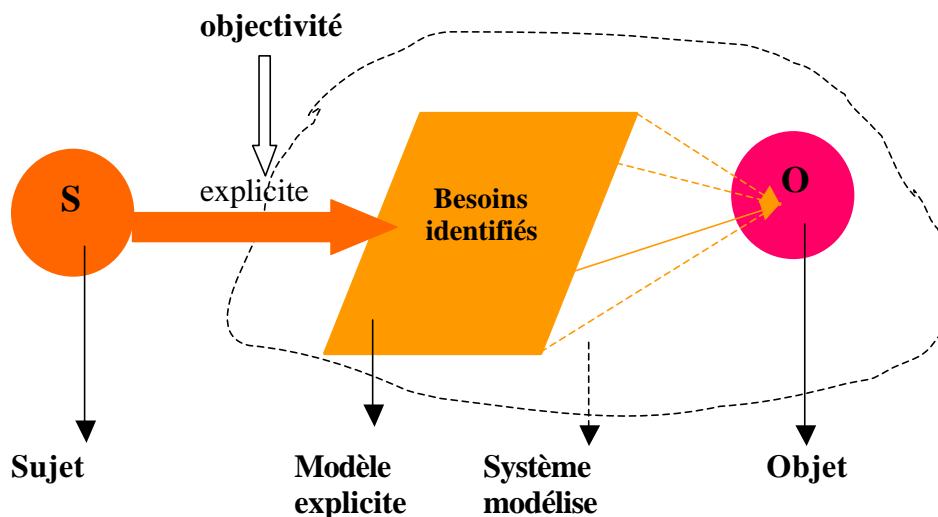 objectivité
explicite
S
Besoins
identifiés
O
Sujet
Modèle
explicite
Système
modélise
Objet